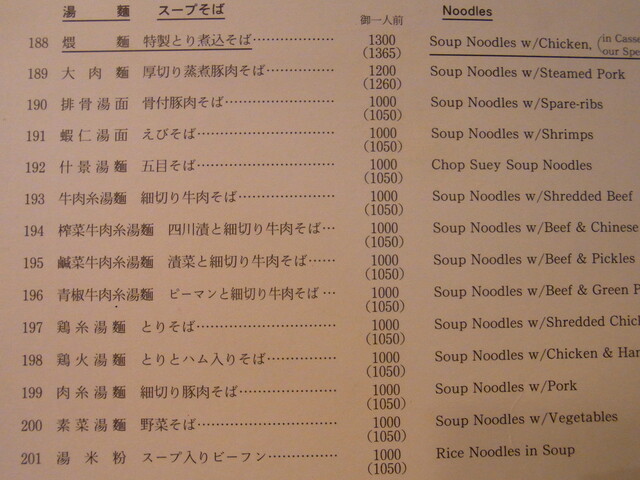 湯 麵 スープそば 御一人前 Noodles
188 煨 麵 特製とり煮込そば…………… 1300 Soup Noodles w/Chicken, (in Casse
(1365) our Spe
189 大 肉 麵 厚切り蒸煮豚肉そば…………… 1200 Soup Noodles w/Steamed Pork
(1260)
190 排 骨 湯 面 骨付豚肉そば…………… 1000 Soup Noodles w/Spare-ribs
(1050)
191 蝦 仁 湯 面 えびそば…………… 1000 Soup Noodles w/Shrimps
(1050)
192 什 景 湯 麵 五目そば…………… 1000 Chop Suey Soup Noodles
(1050)
193 牛肉糸湯麵 細切り牛肉そば…………… 1000 Soup Noodles w/Shredded Beef
(1050)
194 榨菜牛肉糸湯麵 四川漬と細切り牛肉そば… 1000 Soup Noodles w/Beef & Chinese
(1050)
195 鹹菜牛肉糸湯麵 漬菜と細切り牛肉そば…… 1000 Soup Noodles w/Beef & Pickles
(1050)
196 青椒牛肉糸湯麵 ピーマンと細切り牛肉そば… 1000 Soup Noodles w/Beef & Green P
(1050)
197 鶏 糸 湯 麵 とりそば…………… 1000 Soup Noodles w/Shredded Chick
(1050)
198 鶏 火 湯 麵 とりとハム入りそば…………… 1000 Soup Noodles w/Chicken & Ham
(1050)
199 肉 糸 湯 麵 細切り豚肉そば…………… 1000 Soup Noodles w/Pork
(1050)
200 素 菜 湯 麵 野菜そば…………… 1000 Soup Noodles w/Vegetables
(1050)
201 湯 米 粉 スープ入りビーフン…………… 1000 Rice Noodles in Soup
(1050)